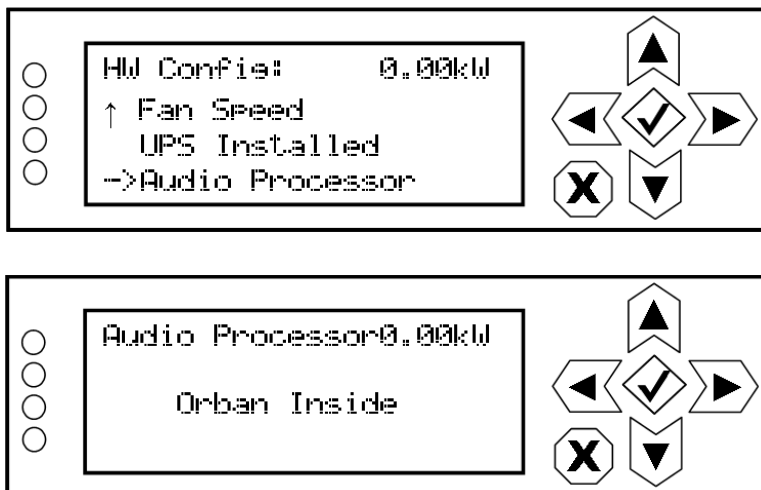 HW Config: 0.00kW
↑ Fan Speed
UPS Installed
->Audio Processor
X
Audio Processor0.00kW
Orban Inside
X